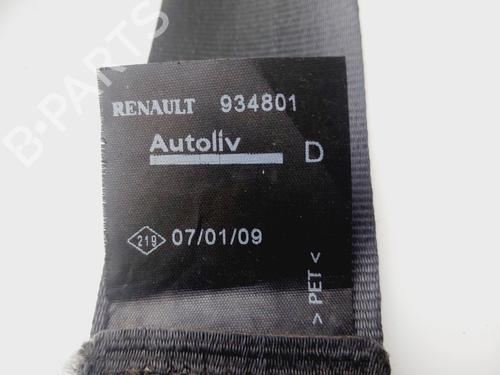 B-PARTS
RENAULT 934801
Autoliv
D
219 07/01/09
> PET <